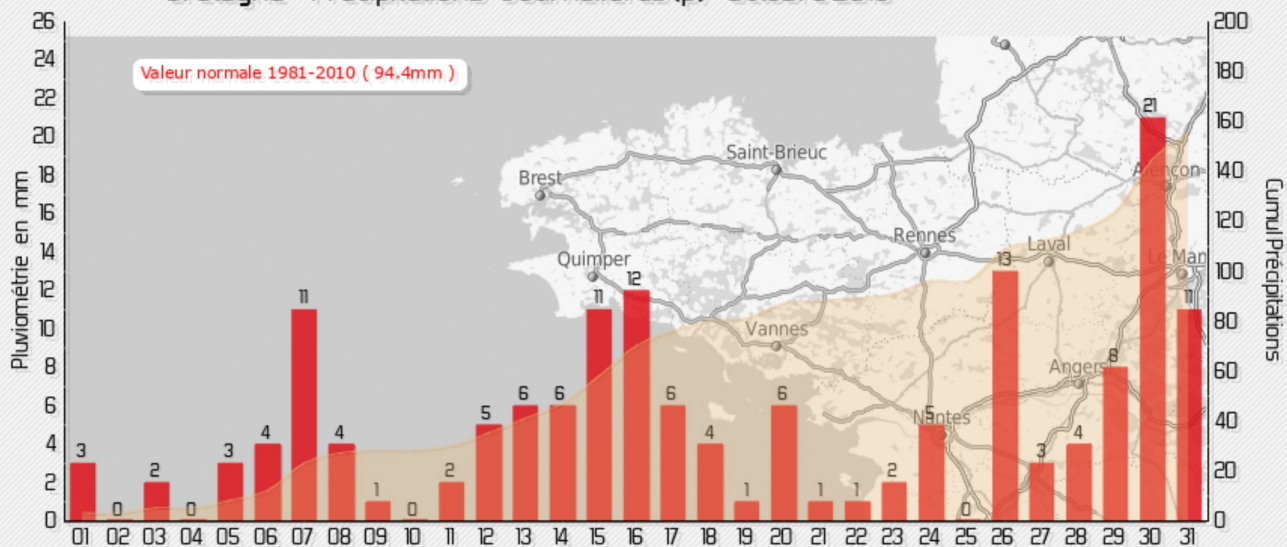 26
24
22
20
18
16
14
12
10
8
6
4
2
0
Pluviométrie en mm
200
180
160
140
120
100
80
60
40
20
0
Cumul Précipitations
Valeur normale 1981-2010 ( 94.4mm )
Saint-Brieuc
Brest
Alençon
Rennes
Laval
Quimper
Le Man
Vannes
Angers
Nantes
3 0 2 0 3 4 11 4 1 0 2 5 6 6 11 12 6 4 1 6 1 1 2 5 0 13 3 4 8 21 11
01 02 03 04 05 06 07 08 09 10 11 12 13 14 15 16 17 18 19 20 21 22 23 24 25 26 27 28 29 30 31